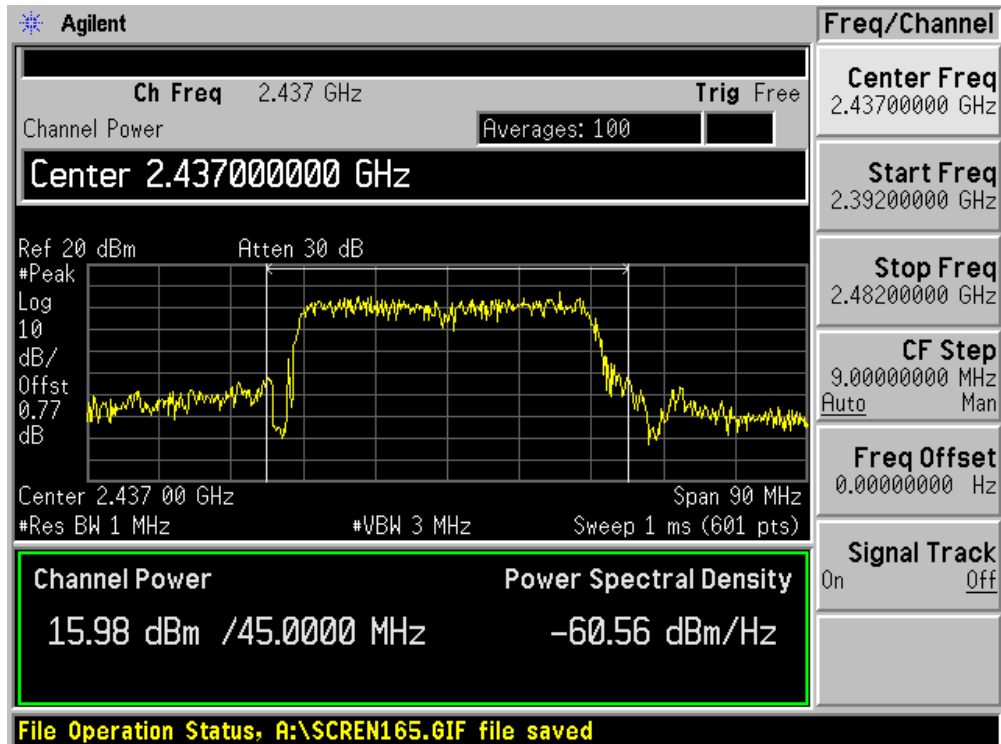 Agilent
Freq/Channel
Ch Freq 2.437 GHz Trig Free
Channel Power Averages: 100
Center 2.437000000 GHz
Ref 20 dBm Atten 30 dB
#Peak
Log
10
dB/
Offst
0.77
dB
Center 2.437 00 GHz Span 90 MHz
#Res BW 1 MHz #VBW 3 MHz Sweep 1 ms (601 pts)
Channel Power Power Spectral Density
15.98 dBm /45.0000 MHz -60.56 dBm/Hz
File Operation Status, A:\SCREN165.GIF file saved
Center Freq
2.43700000 GHz
Start Freq
2.39200000 GHz
Stop Freq
2.48200000 GHz
CF Step
9.00000000 MHz
Auto Man
Freq Offset
0.00000000 Hz
Signal Track
On Off